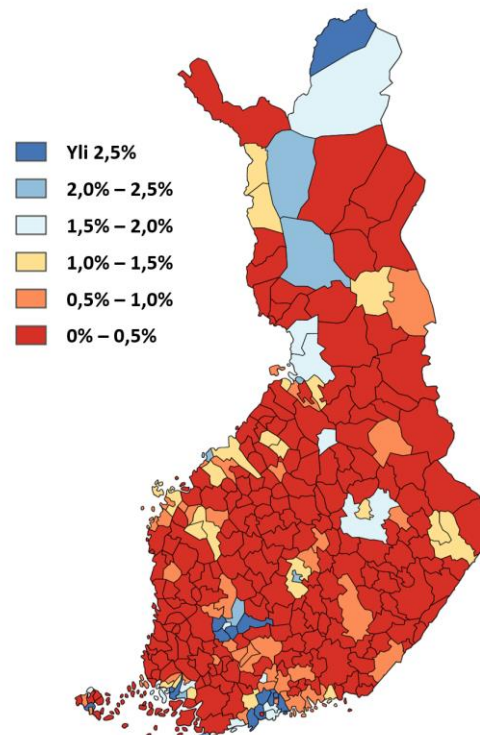 Yli 2,5%
2,0% – 2,5%
1,5% – 2,0%
1,0% – 1,5%
0,5% – 1,0%
0% – 0,5%